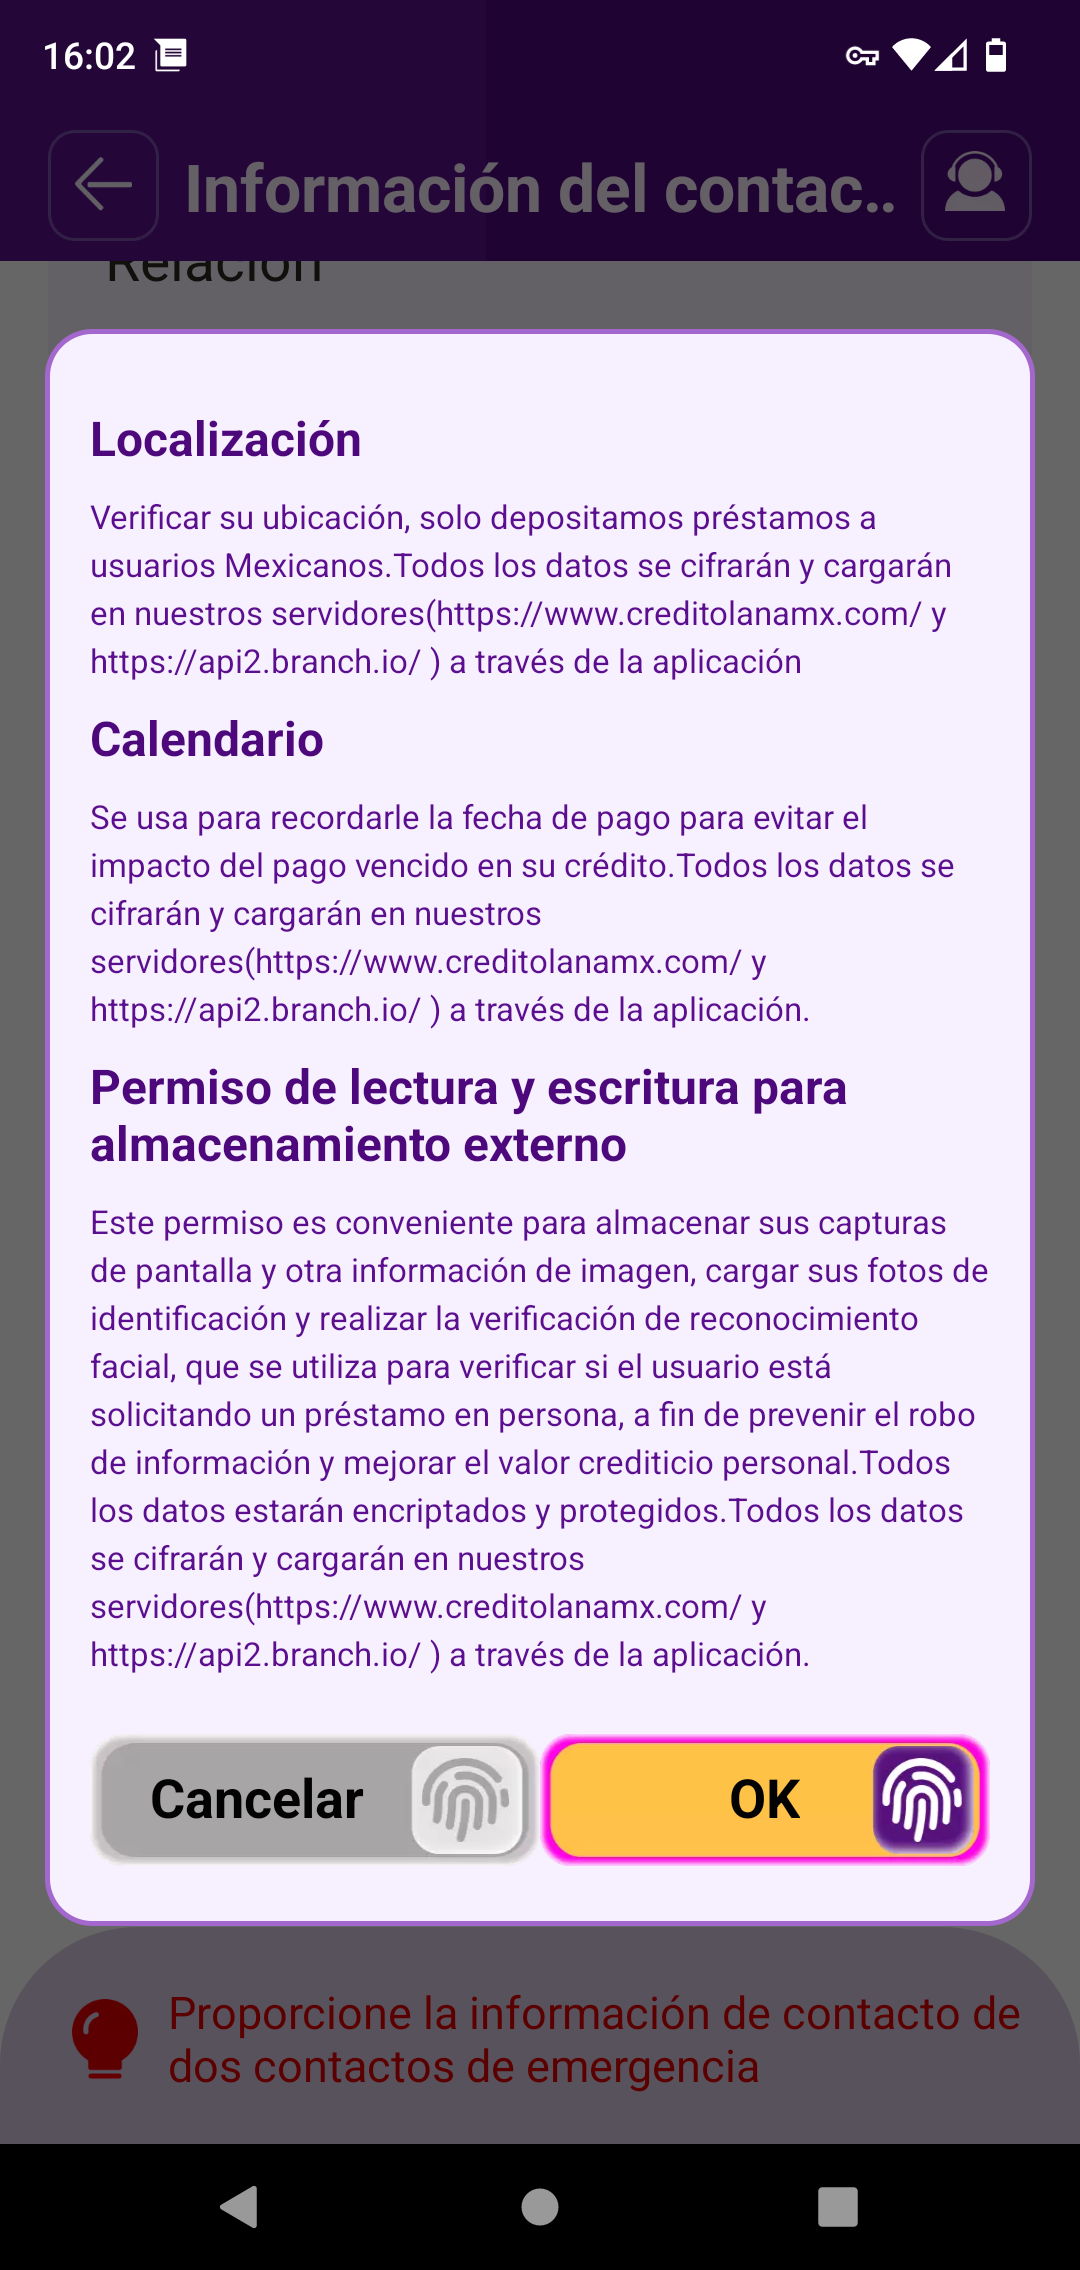 16:02
Información del contac..
Relación
Localización
Verificar su ubicación, solo depositamos préstamos a
usuarios Mexicanos.Todos los datos se cifrarán y cargarán
en nuestros servidores(https://www.creditolanamx.com/ y
https://api2.branch.io/ ) a través de la aplicación
Calendario
Se usa para recordarle la fecha de pago para evitar el
impacto del pago vencido en su crédito.Todos los datos se
cifrarán y cargarán en nuestros
servidores(https://www.creditolanamx.com/ y
https://api2.branch.io/ ) a través de la aplicación.
Permiso de lectura y escritura para
almacenamiento externo
Este permiso es conveniente para almacenar sus capturas
de pantalla y otra información de imagen, cargar sus fotos de
identificación y realizar la verificación de reconocimiento
facial, que se utiliza para verificar si el usuario está
solicitando un préstamo en persona, a fin de prevenir el robo
de información y mejorar el valor crediticio personal.Todos
los datos estarán encriptados y protegidos.Todos los datos
se cifrarán y cargarán en nuestros
servidores(https://www.creditolanamx.com/ y
https://api2.branch.io/ ) a través de la aplicación.
Cancelar
OK
Proporcione la información de contacto de
dos contactos de emergencia